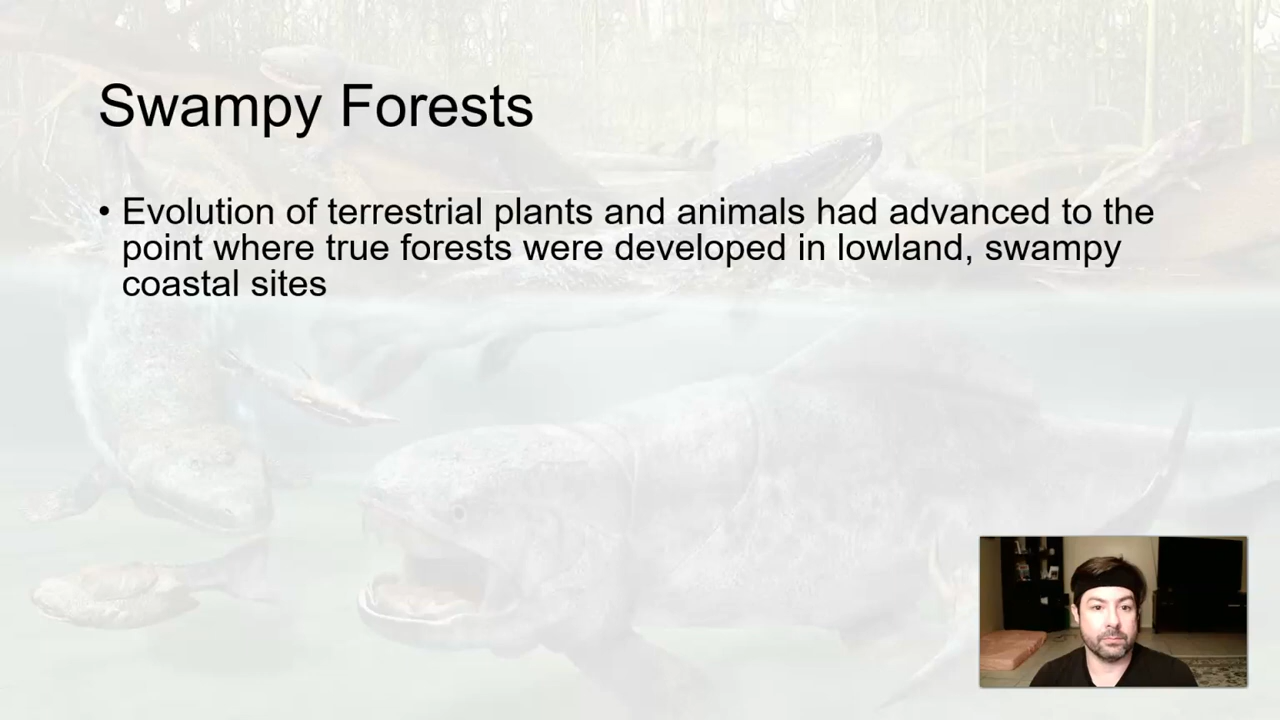 Swampy Forests
• Evolution of terrestrial plants and animals had advanced to the
point where true forests were developed in lowland, swampy
coastal sites